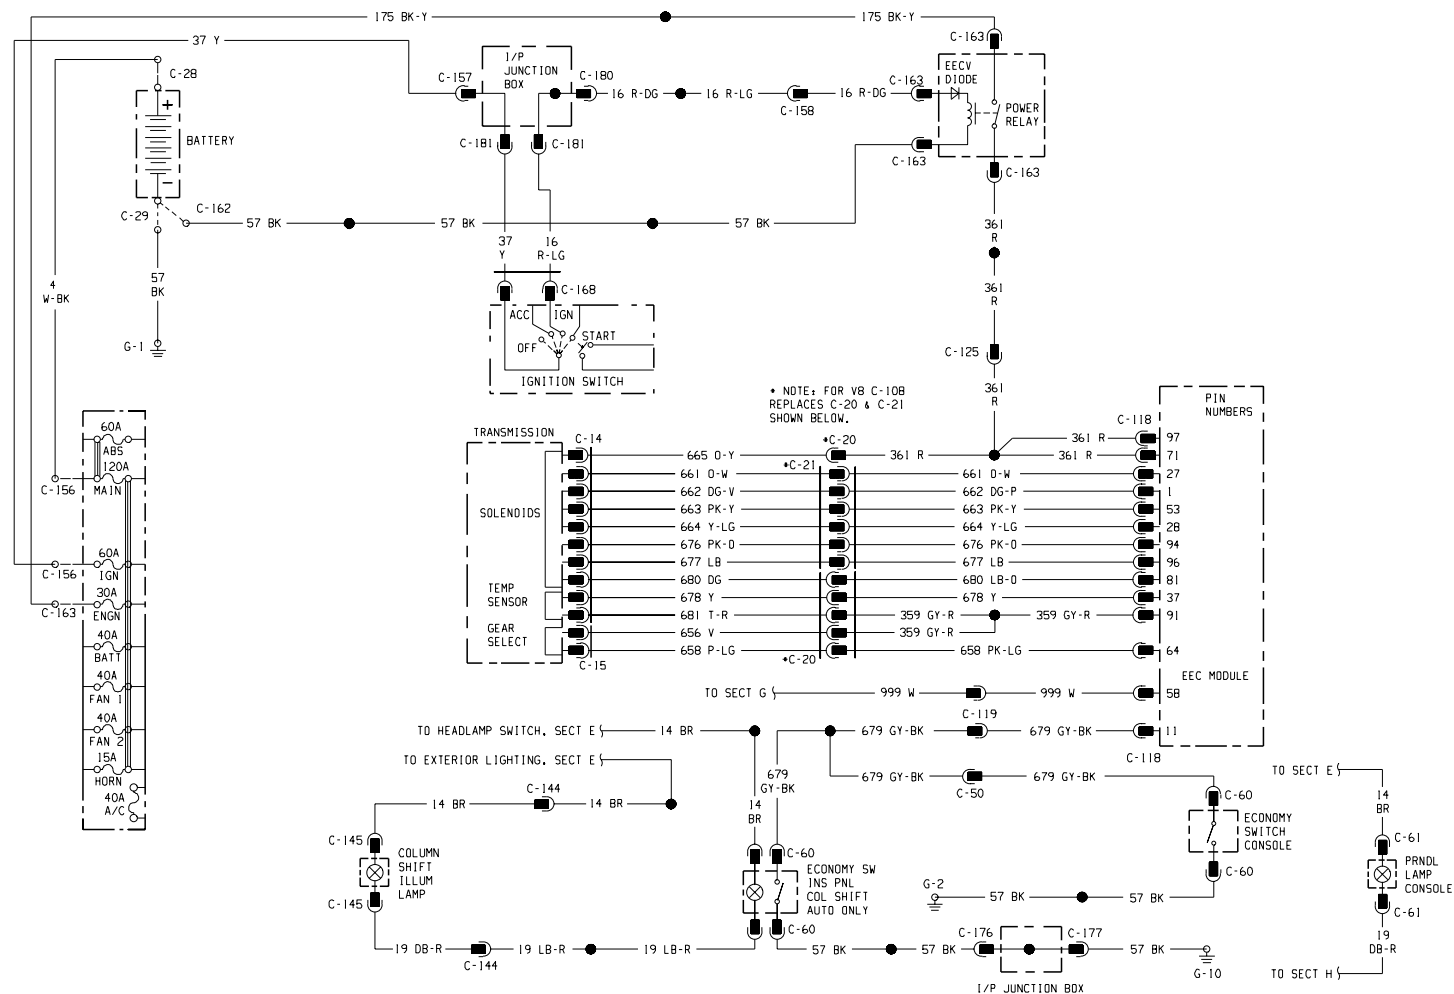 175 BK-Y
175 BK-Y
37 Y
C-163
I/P
JUNCTION
BOX
EECV
DIODE
C-28
C-157
C-180
C-163
16 R-DG
16 R-LG
16 R-DG
C-158
POWER
RELAY
BATTERY
C-181
C-181
C-163
C-163
C-29
C-162
57 BK
57 BK
57 BK
361
R
37
Y
16
R-LG
57
BK
4
W-BK
361
R
C-168
ACC
IGN
START
OFF
G-1
IGNITION SWITCH
C-125
361
R
* NOTE: FOR V8 C-108
REPLACES C-20 & C-21
SHOWN BELOW.
PIN
NUMBERS
60A
ABS
120A
MAIN
C-156
60A
IGN
C-156
30A
ENGN
C-163
40A
BATT
40A
FAN 1
40A
FAN 2
15A
HORN
40A
A/C
TRANSMISSION
C-14
*C-20
C-118
361 R
97
665 O-Y
361 R
361 R
71
*C-21
661 O-W
661 O-W
27
662 DG-V
662 DG-P
1
SOLENOIDS
663 PK-Y
663 PK-Y
53
664 Y-LG
664 Y-LG
28
676 PK-O
676 PK-O
94
677 LB
677 LB
96
680 DG
680 LB-O
81
TEMP
SENSOR
678 Y
678 Y
37
681 T-R
359 GY-R
359 GY-R
91
GEAR
SELECT
656 V
359 GY-R
658 P-LG
658 PK-LG
64
C-15
*C-20
EEC MODULE
TO SECT G
999 W
999 W
58
C-119
TO HEADLAMP SWITCH, SECT E
14 BR
679 GY-BK
679 GY-BK
11
C-118
TO EXTERIOR LIGHTING, SECT E
679
GY-BK
679 GY-BK
679 GY-BK
C-50
TO SECT E
C-144
14 BR
14 BR
14
BR
C-60
14
BR
ECONOMY
SWITCH
CONSOLE
C-145
COLUMN
SHIFT
ILLUM
LAMP
C-145
C-60
ECONOMY SW
INS PNL
COL SHIFT
AUTO ONLY
C-60
C-60
C-61
PRNDL
LAMP
CONSOLE
C-61
G-2
57 BK
57 BK
19 DB-R
19 LB-R
19 LB-R
C-144
57 BK
57 BK
C-176
C-177
57 BK
G-10
I/P JUNCTION BOX
19
DB-R
TO SECT H